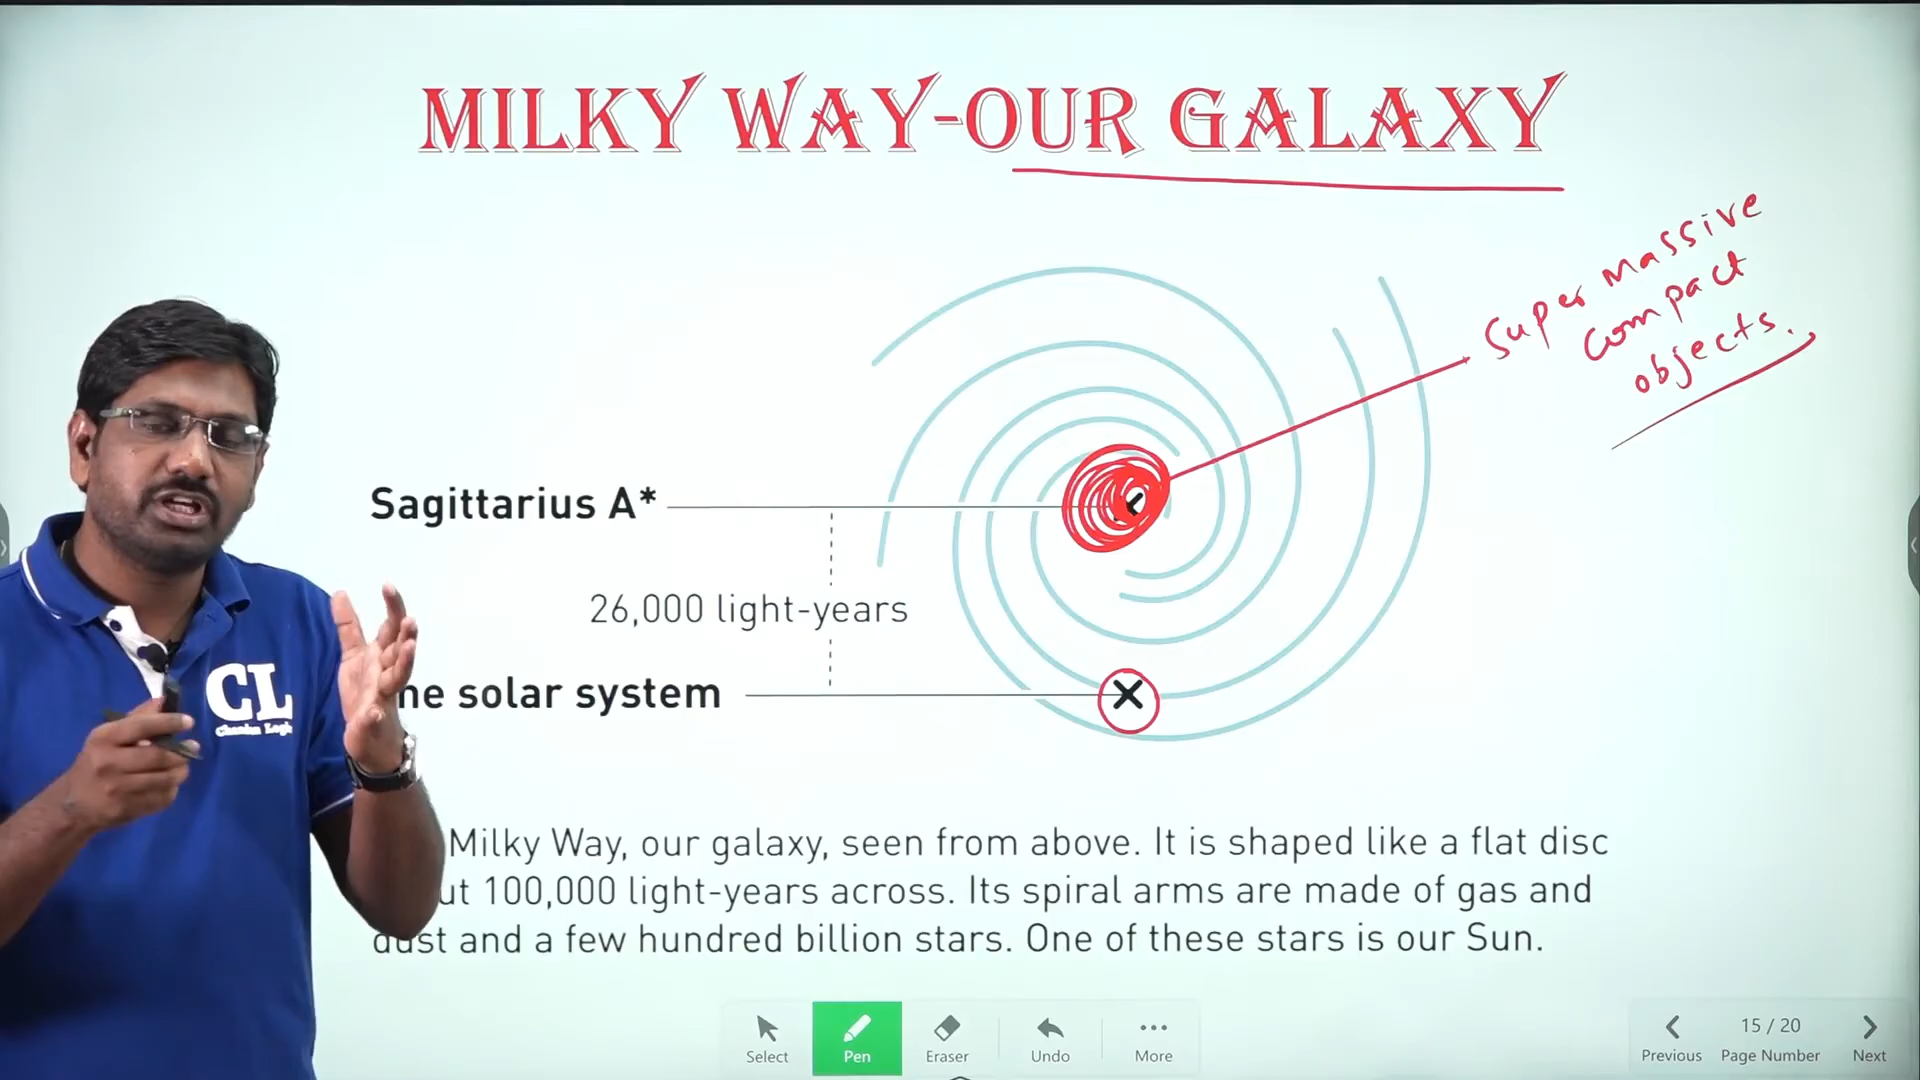 MILKY WAY-OUR GALAXY
Super Massive
Compact
objects.
Sagittarius A*
26,000 light-years
he solar system
CL
Milky Way, our galaxy, seen from above. It is shaped like a flat disc
ut 100,000 light-years across. Its spiral arms are made of gas and
dust and a few hundred billion stars. One of these stars is our Sun.
Select
Pen
Eraser
Undo
More
Previous
15 / 20
Page Number
Next